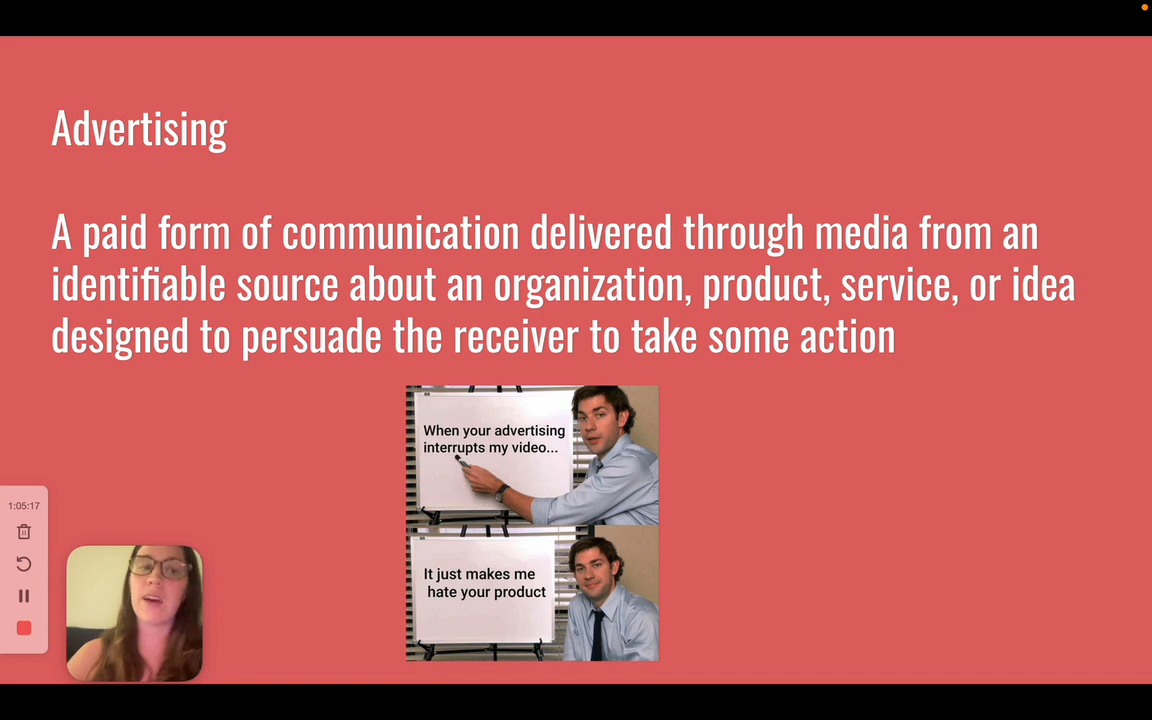 Advertising
A paid form of communication delivered through media from an
identifiable source about an organization, product, service, or idea
designed to persuade the receiver to take some action
When your advertising
interrupts my video...
It just makes me
hate your product
1:05:17